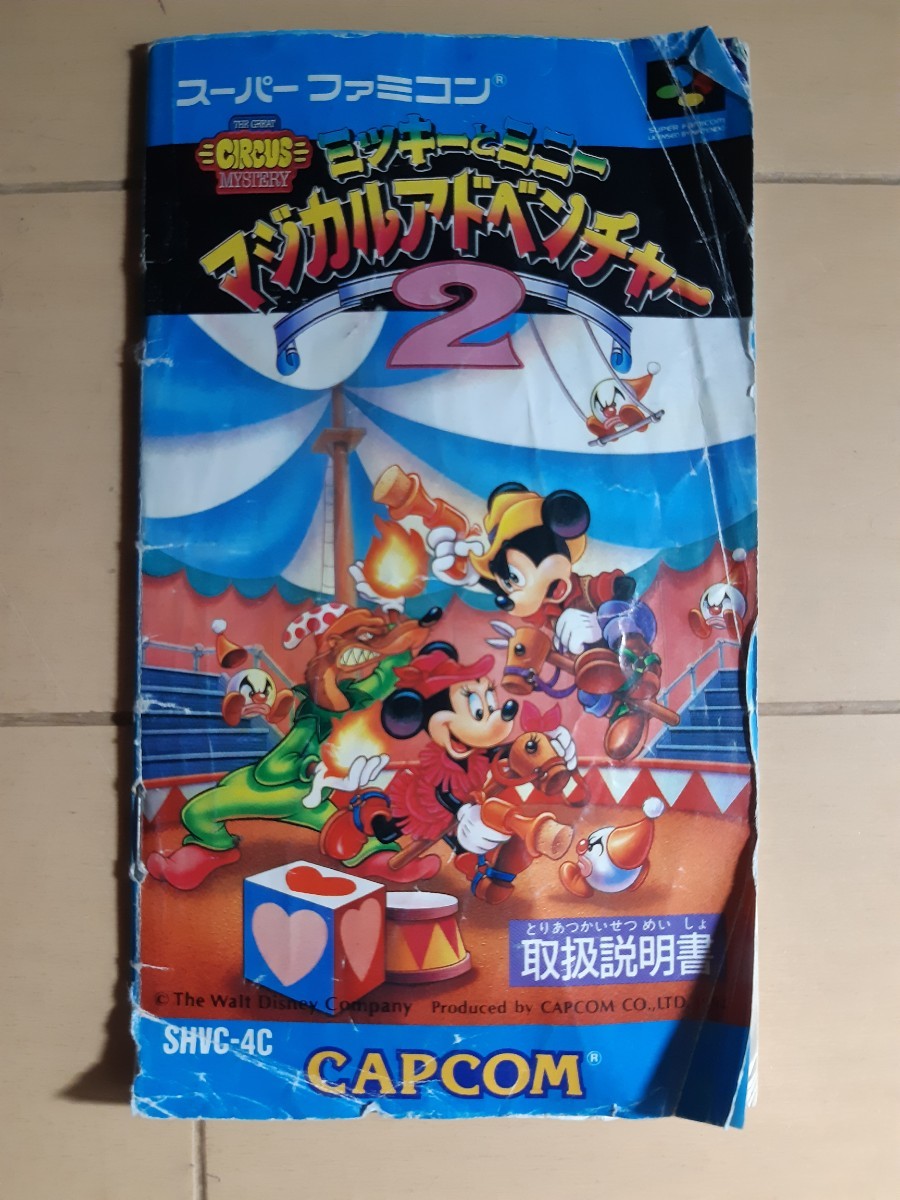 スーパーファミコン®
SUPER FAMICOM
THE GREAT
CIRCUS
MYSTERY
ミッキーとミニー
マジカルアドベンチャー
2
とりあつかいせつめいしょ
取扱説明書
© The Walt Disney Company Produced by CAPCOM CO.,LTD.
SHVC-4C
CAPCOM®